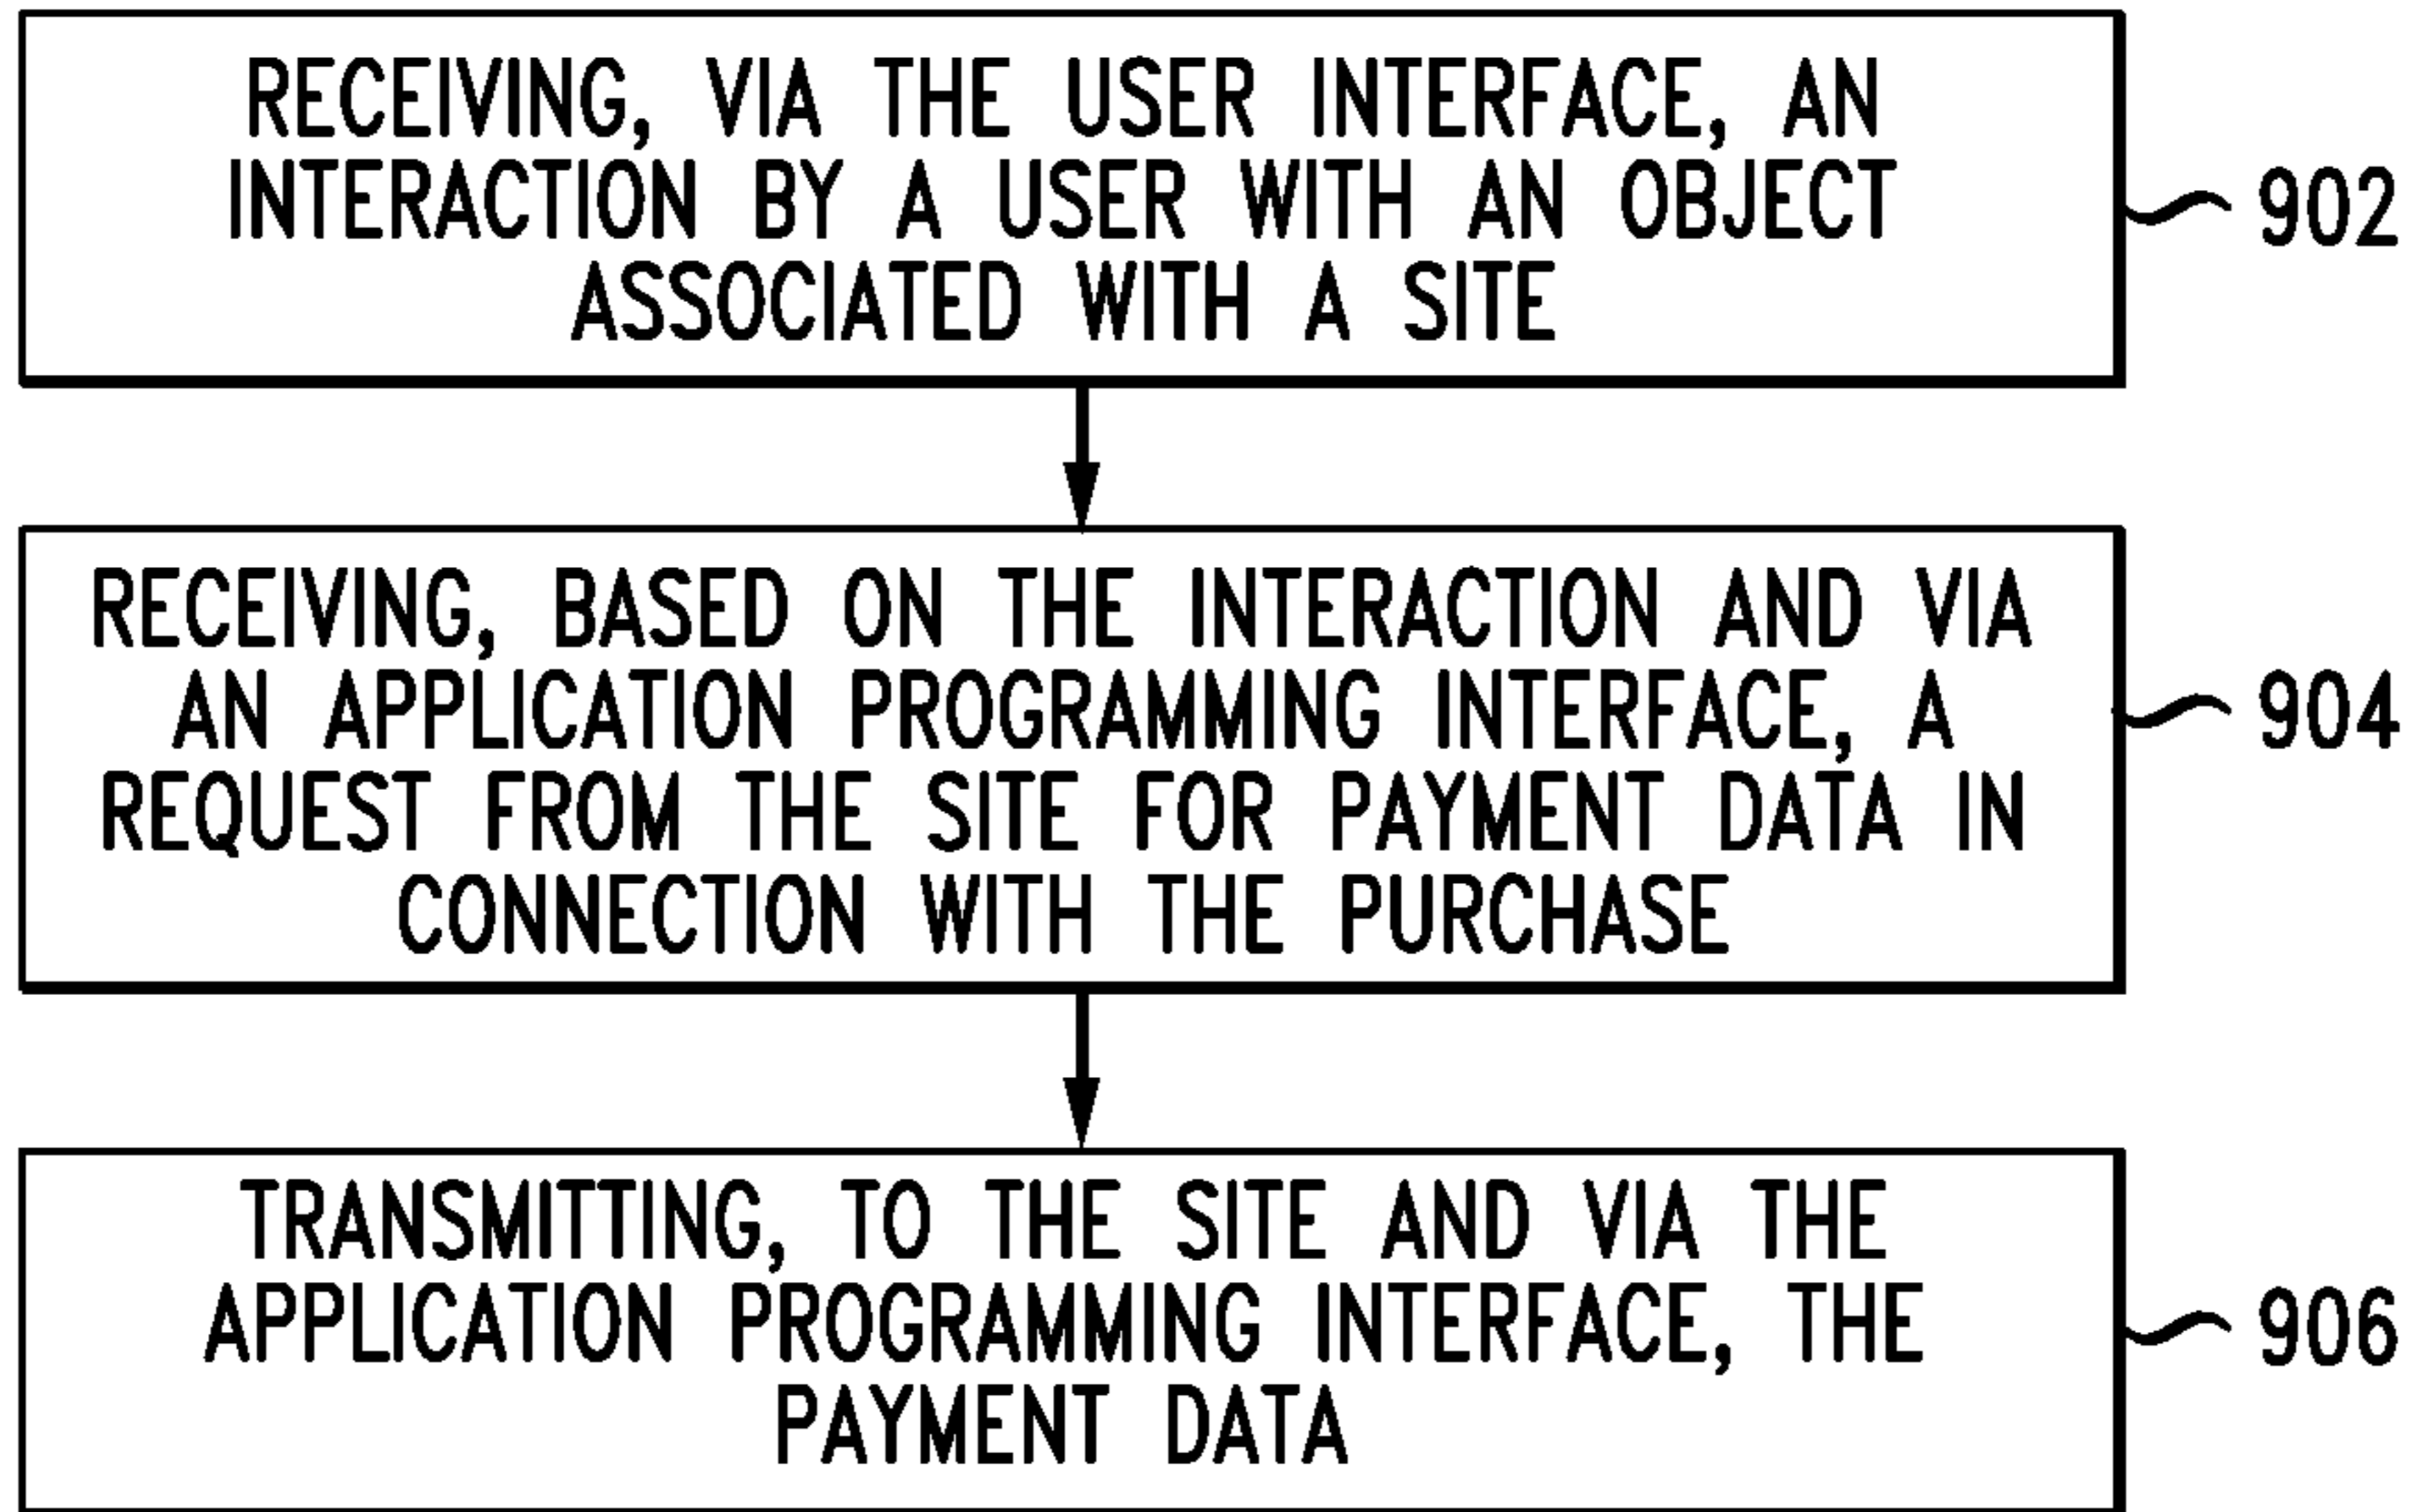 RECEIVING, VIA THE USER INTERFACE, AN
INTERACTION BY A USER WITH AN OBJECT
ASSOCIATED WITH A SITE
902
RECEIVING, BASED ON THE INTERACTION AND VIA
AN APPLICATION PROGRAMMING INTERFACE, A
REQUEST FROM THE SITE FOR PAYMENT DATA IN
CONNECTION WITH THE PURCHASE
904
TRANSMITTING, TO THE SITE AND VIA THE
APPLICATION PROGRAMMING INTERFACE, THE
PAYMENT DATA
906